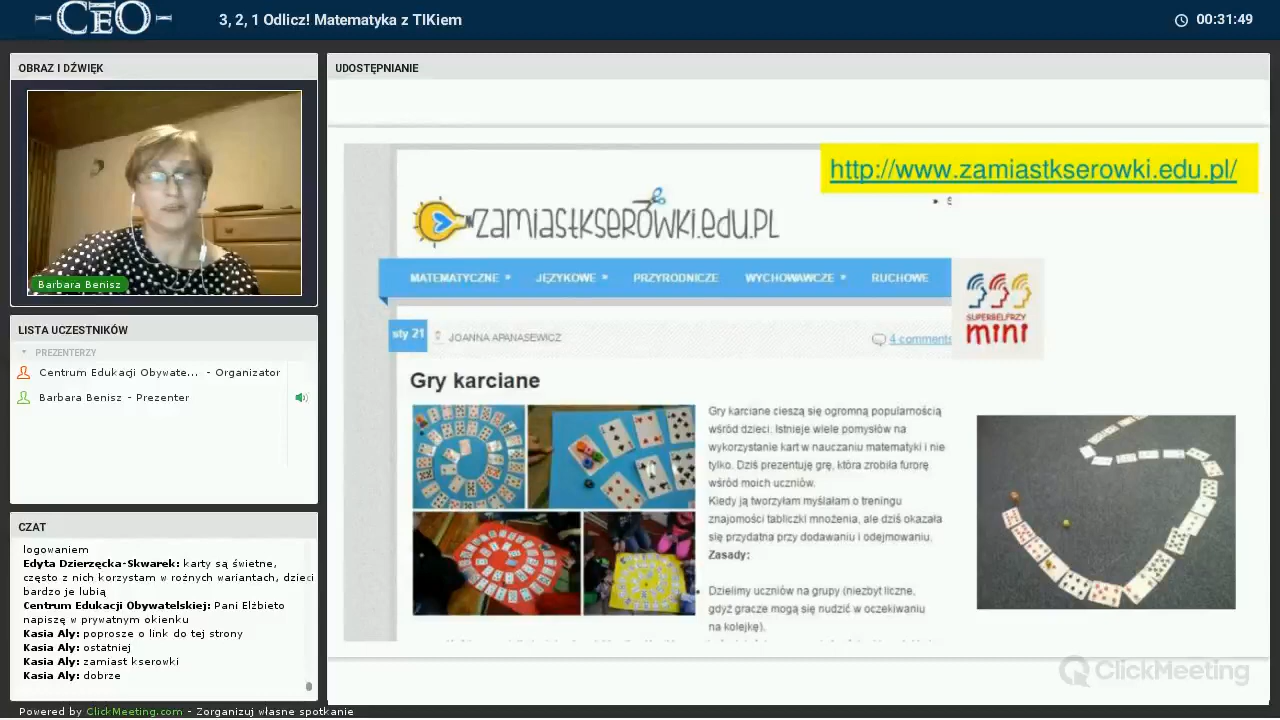 CEO
3, 2, 1 Odlicz! Matematyka z TIKiem
00:31:49
OBRAZ I DŹWIĘK
Barbara Benisz
LISTA UCZESTNIKÓW
PREZENTERZY
Centrum Edukacji Obywate... - Organizator
Barbara Benisz - Prezenter
CZAT
logowaniem
Edyta Dzierzęcka-Skwarek: karty są świetne,
często z nich korzystam w rożnych wariantach, dzieci
bardzo je lubią
Centrum Edukacji Obywatelskiej: Pani Elżbieto
napiszę w prywatnym okienku
Kasia Aly: poprosze o link do tej strony
Kasia Aly: ostatniej
Kasia Aly: zamiast kserowki
Kasia Aly: dobrze
UDOSTĘPNIANIE
http://www.zamiastkserowki.edu.pl/
zamiastkserówki.edu.pl
MATEMATYCZNE » JĘZYKOWE » PRZYRODNICZE WYCHOWAWCZE » RUCHOWE
SUPERBELFRZY
mini
sty 21
JOANNA APANASEWICZ
4 comments
Gry karciane
Gry karciane cieszą się ogromną popularnością
wśród dzieci. Istnieje wiele pomysłów na
wykorzystanie kart w nauczaniu matematyki i nie
tylko. Dziś prezentuję grę, która zrobiła furorę
wśród moich uczniów.
Kiedy ją tworzyłam myślałam o treningu
znajomości tabliczki mnożenia, ale dziś okazała
się przydatna przy dodawaniu i odejmowaniu.
Zasady:
Dzielimy uczniów na grupy (niezbyt liczne,
gdyż gracze mogą się nudzić w oczekiwaniu
na kolejkę).
ClickMeeting
Powered by ClickMeeting.com - Zorganizuj własne spotkanie